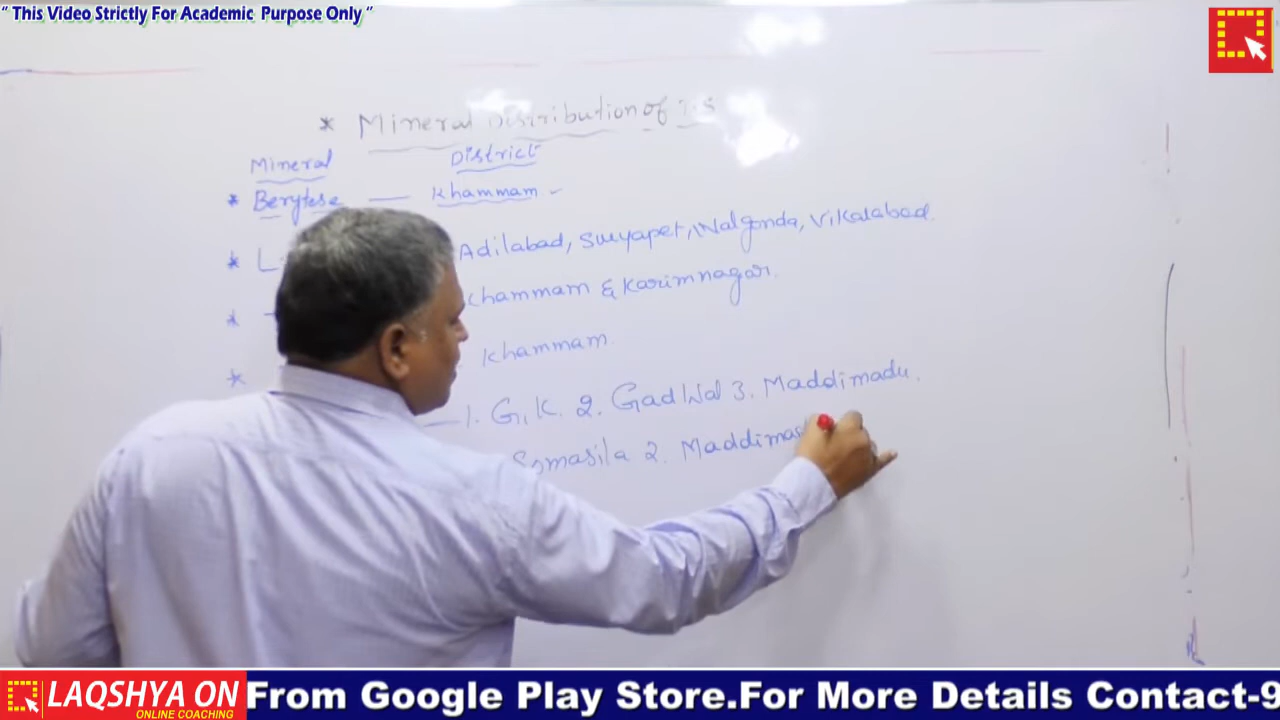 " This Video Strictly For Academic Purpose Only "
* Mineral Distribution of T.S
Mineral District
* Berytese — Khammam
* L Adilabad, Suryapet, Nalgonda, Vikarabad.
* Khammam & Karimnagar.
* Khammam.
— 1. G.K. 2. Gadwal 3. Maddimadu.
Somasila 2. Maddima
LAQSHYA ON
ONLINE COACHING
From Google Play Store.For More Details Contact-9